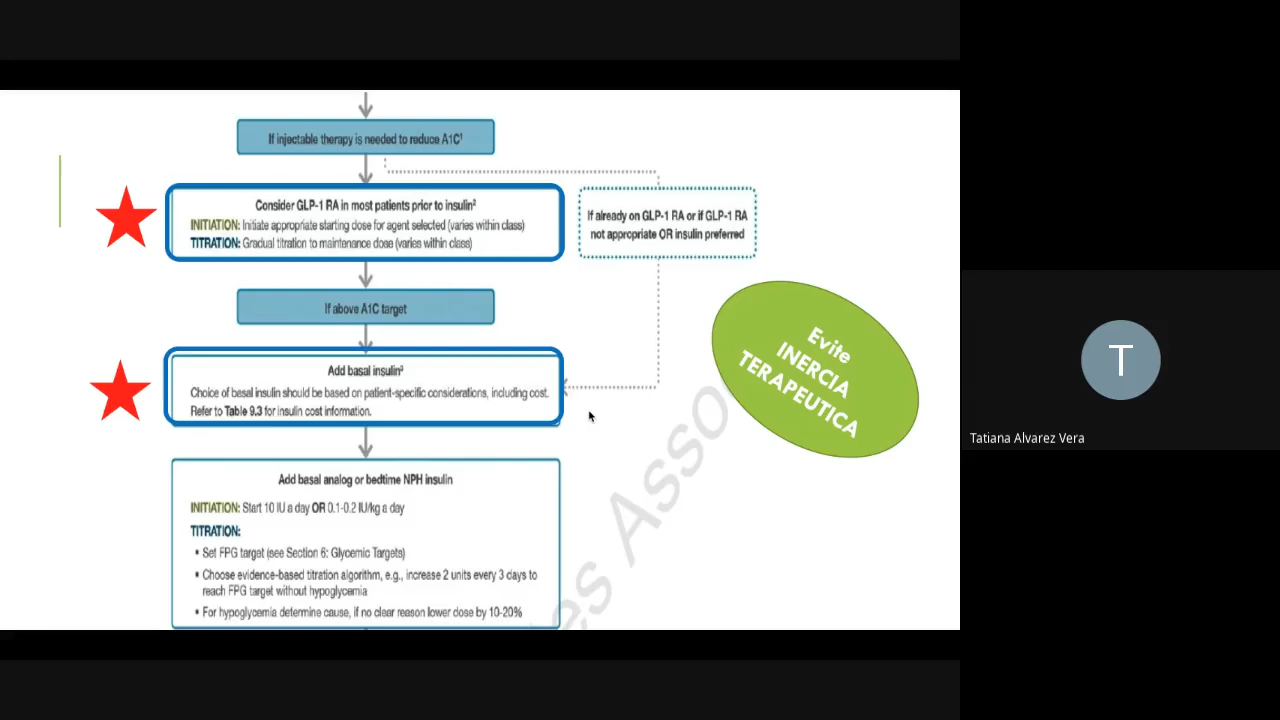 If injectable therapy is needed to reduce A1C¹
Consider GLP-1 RA in most patients prior to insulin²
INITIATION: Initiate appropriate starting dose for agent selected (varies within class)
TITRATION: Gradual titration to maintenance dose (varies within class)
If already on GLP-1 RA or if GLP-1 RA
not appropriate OR insulin preferred
If above A1C target
Add basal insulin³
Choice of basal insulin should be based on patient-specific considerations, including cost.
Refer to Table 9.3 for insulin cost information.
Evite
INERCIA
TERAPEUTICA
Add basal analog or bedtime NPH insulin
INITIATION: Start 10 IU a day OR 0.1-0.2 IU/kg a day
TITRATION:
▪ Set FPG target (see Section 6: Glycemic Targets)
▪ Choose evidence-based titration algorithm, e.g., increase 2 units every 3 days to
reach FPG target without hypoglycemia
▪ For hypoglycemia determine cause, if no clear reason lower dose by 10-20%
T
Tatiana Alvarez Vera